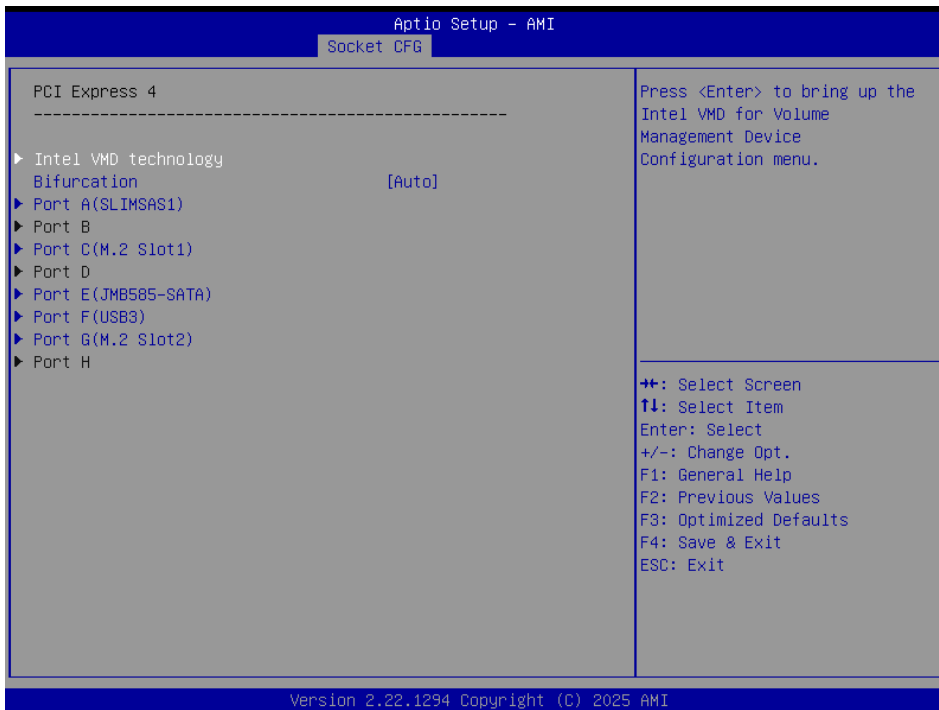 Aptio Setup – AMI
Socket CFG
PCI Express 4
--------------------------------------------------
Intel VMD technology
Bifurcation [Auto]
Port A(SLIMSAS1)
Port B
Port C(M.2 Slot1)
Port D
Port E(JMB585-SATA)
Port F(USB3)
Port G(M.2 Slot2)
Port H
Press <Enter> to bring up the
Intel VMD for Volume
Management Device
Configuration menu.
→←: Select Screen
↑↓: Select Item
Enter: Select
+/-: Change Opt.
F1: General Help
F2: Previous Values
F3: Optimized Defaults
F4: Save & Exit
ESC: Exit
Version 2.22.1294 Copyright (C) 2025 AMI